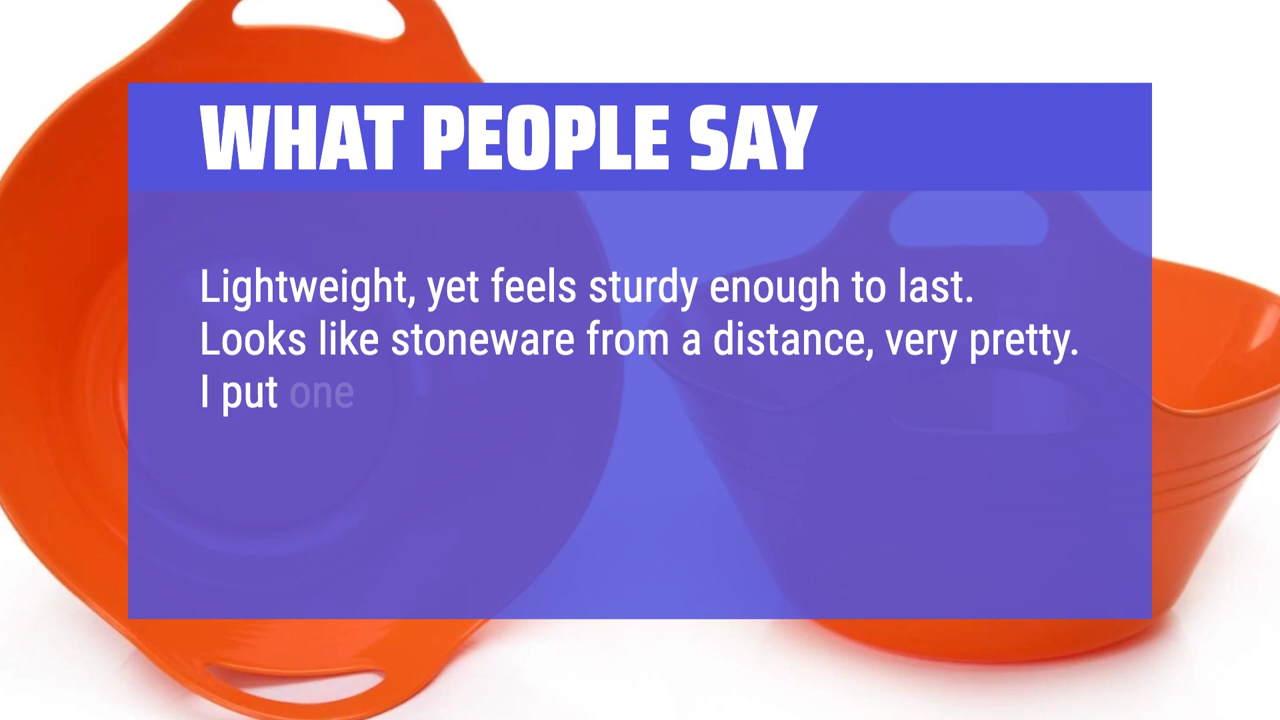 WHAT PEOPLE SAY
Lightweight, yet feels sturdy enough to last.
Looks like stoneware from a distance, very pretty.
I put one